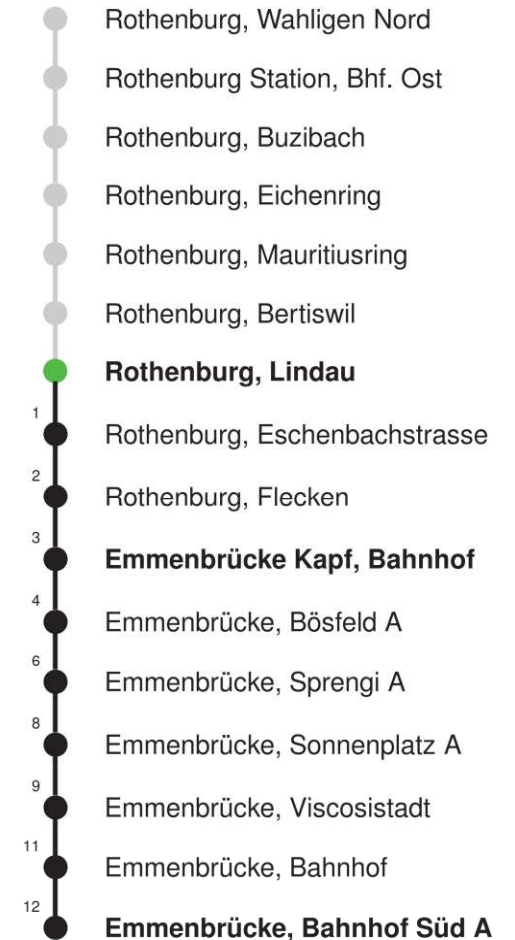 Rothenburg, Wahligen Nord
Rothenburg Station, Bhf. Ost
Rothenburg, Buzibach
Rothenburg, Eichenring
Rothenburg, Mauritiusring
Rothenburg, Bertiswil
Rothenburg, Lindau
1 Rothenburg, Eschenbachstrasse
2 Rothenburg, Flecken
3 Emmenbrücke Kapf, Bahnhof
4 Emmenbrücke, Bösfeld A
6 Emmenbrücke, Sprengi A
8 Emmenbrücke, Sonnenplatz A
9 Emmenbrücke, Viscosistadt
11 Emmenbrücke, Bahnhof
12 Emmenbrücke, Bahnhof Süd A